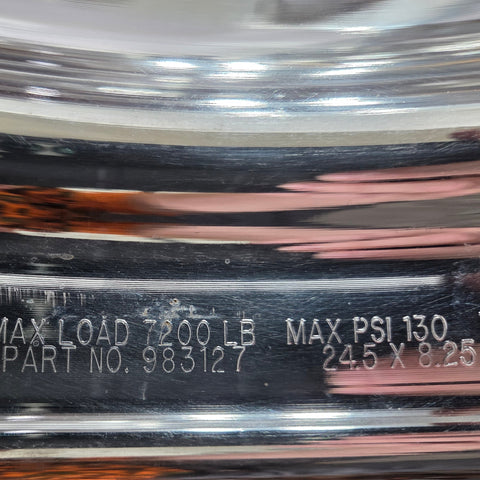 MAX LOAD 7200 LB MAX PSI 130
PART NO. 983127 24.5 X 8.25